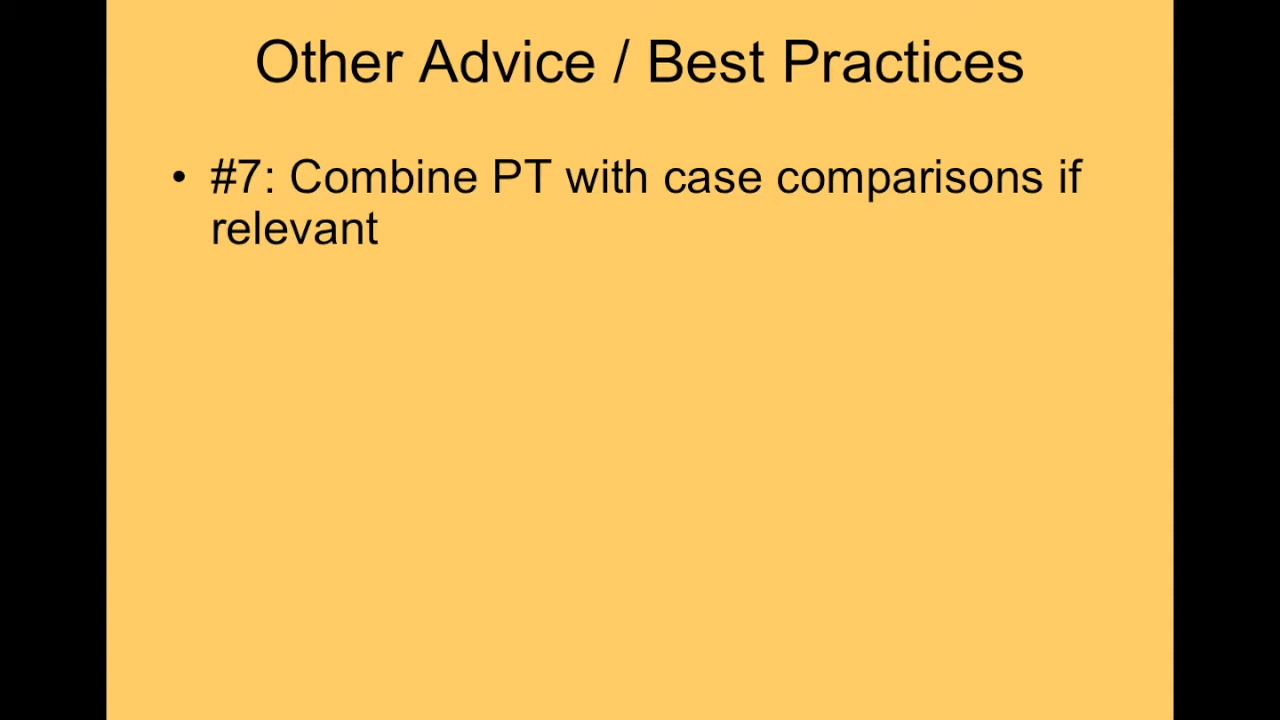 Other Advice / Best Practices
• #7: Combine PT with case comparisons if
relevant